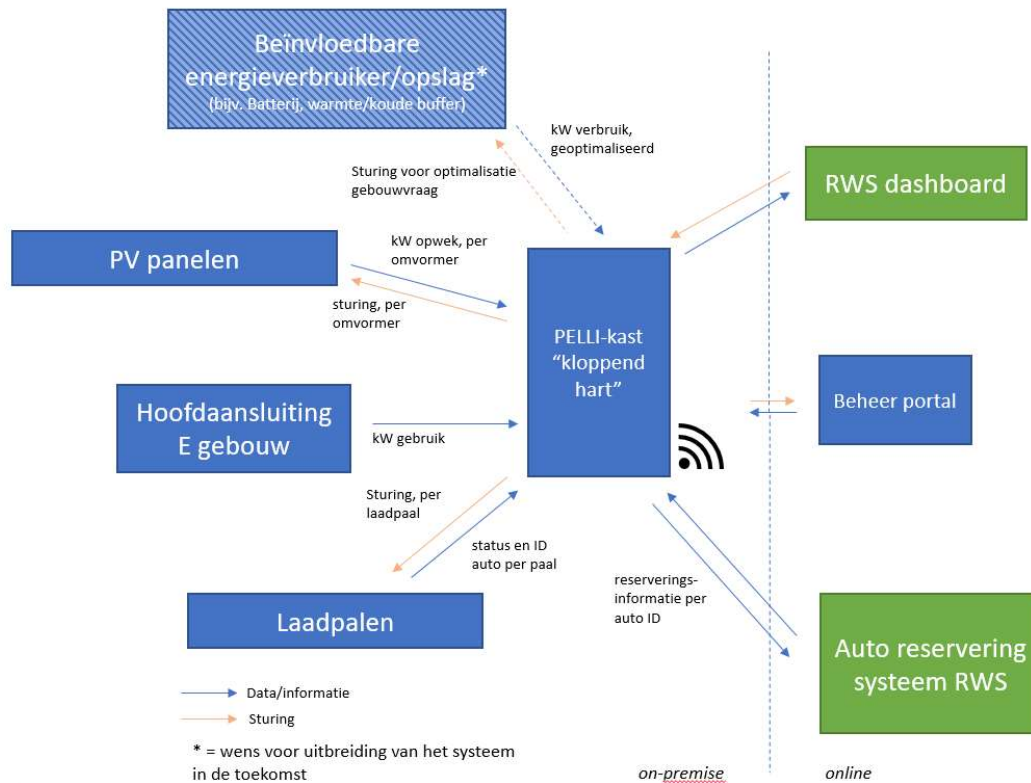 Beïnvloedbare
energieverbruiker/opslag*
(bijv. Batterij, warmte/koude buffer)
kW verbruik,
geoptimaliseerd
Sturing voor optimalisatie
gebouwvraag
RWS dashboard
PV panelen
kW opwek, per
omvormer
sturing, per
omvormer
PELLI-kast
“kloppend
hart”
Hoofdaansluiting
E gebouw
kW gebruik
Beheer portal
Sturing, per
laadpaal
status en ID
auto per paal
reserverings-
informatie per
auto ID
Laadpalen
Auto reservering
systeem RWS
Data/informatie
Sturing
* = wens voor uitbreiding van het systeem
in de toekomst
on-premise
online